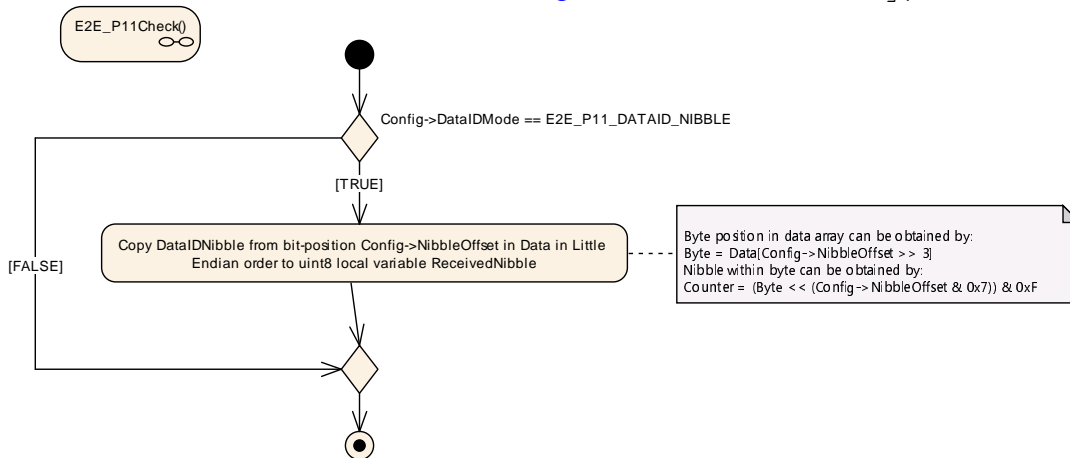 E2E_P11Check()
Config->DataIDMode == E2E_P11_DATAID_NIBBLE
[TRUE]
Copy DataIDNibble from bit-position Config->NibbleOffset in Data in Little
Endian order to uint8 local variable ReceivedNibble
[FALSE]
Byte position in data array can be obtained by:
Byte = Data[Config->NibbleOffset >> 3]
Nibble within byte can be obtained by:
Counter = (Byte << (Config->NibbleOffset & 0x7)) & 0xF